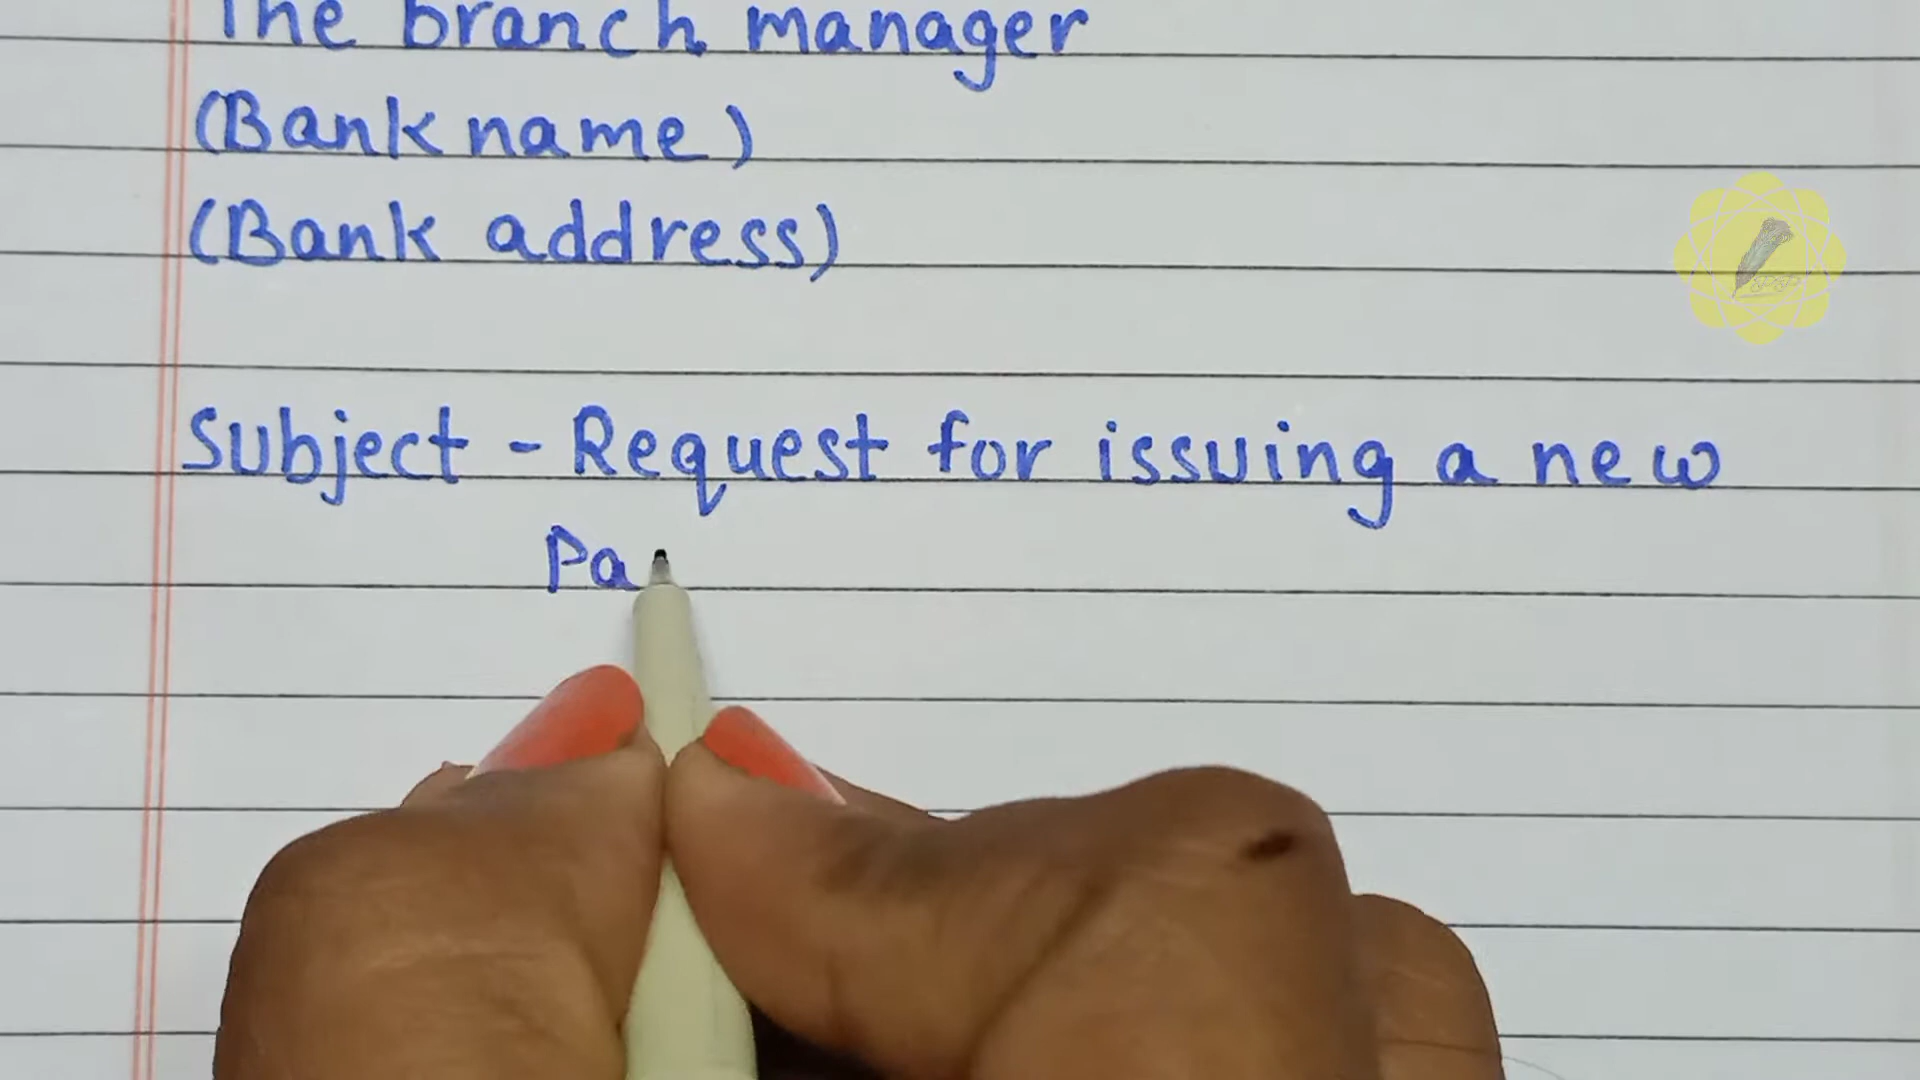 The branch manager
(Bank name)
(Bank address)
Subject - Request for issuing a new
Pa